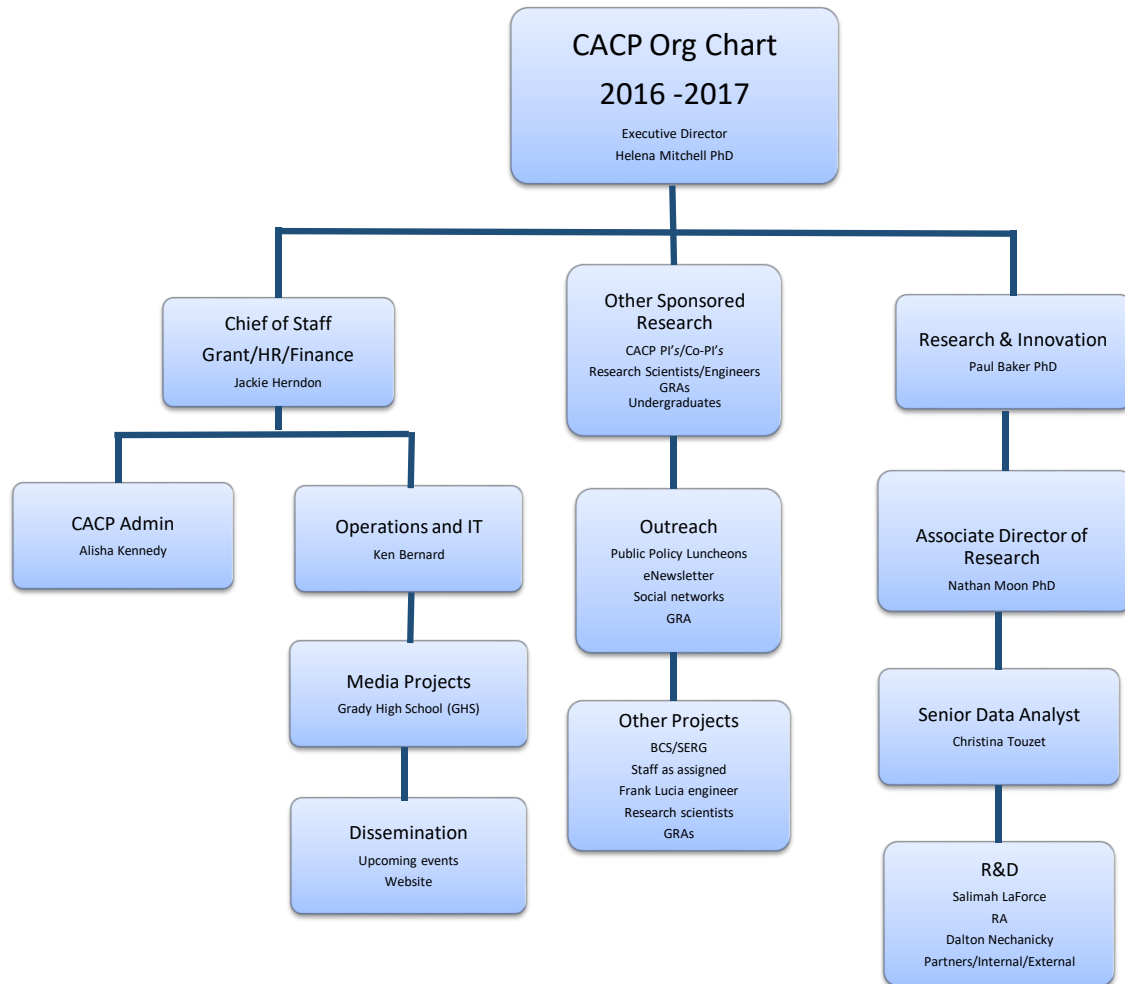 CACP Org Chart
2016 -2017
Executive Director
Helena Mitchell PhD
Chief of Staff
Grant/HR/Finance
Jackie Herndon
Other Sponsored
Research
CACP PI's/Co-PI's
Research Scientists/Engineers
GRAs
Undergraduates
Research & Innovation
Paul Baker PhD
CACP Admin
Alisha Kennedy
Operations and IT
Ken Bernard
Outreach
Public Policy Luncheons
eNewsletter
Social networks
GRA
Associate Director of
Research
Nathan Moon PhD
Media Projects
Grady High School (GHS)
Other Projects
BCS/SERG
Staff as assigned
Frank Lucia engineer
Research scientists
GRAs
Senior Data Analyst
Christina Touzet
Dissemination
Upcoming events
Website
R&D
Salimah LaForce
RA
Dalton Nechanicky
Partners/Internal/External